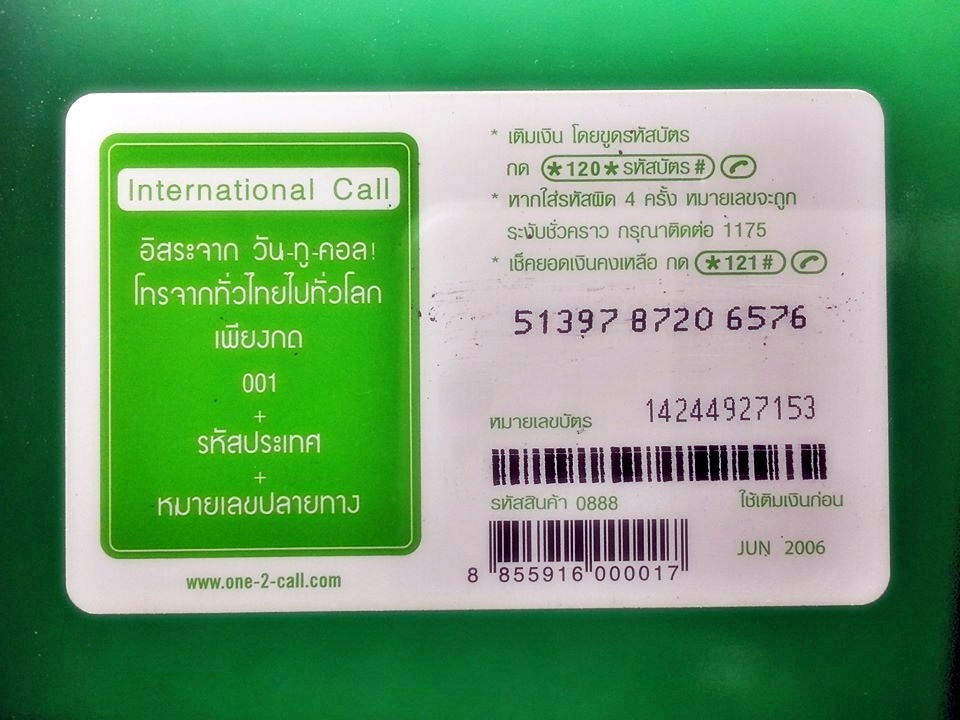 International Call
อิสระจาก วัน-ทู-คอล!
โทรจากทั่วไทยไปทั่วโลก
เพียงกด
001
+
รหัสประเทศ
+
หมายเลขปลายทาง
www.one-2-call.com
* เติมเงิน โดยขูดรหัสบัตร
กด *120*รหัสบัตร#
* หากใส่รหัสผิด 4 ครั้ง หมายเลขจะถูก
ระงับชั่วคราว กรุณาติดต่อ 1175
* เช็คยอดเงินคงเหลือ กด *121#
51397 8720 6576
หมายเลขบัตร 14244927153
รหัสสินค้า 0888
8 855916 000017
ใช้เติมเงินก่อน
JUN 2006